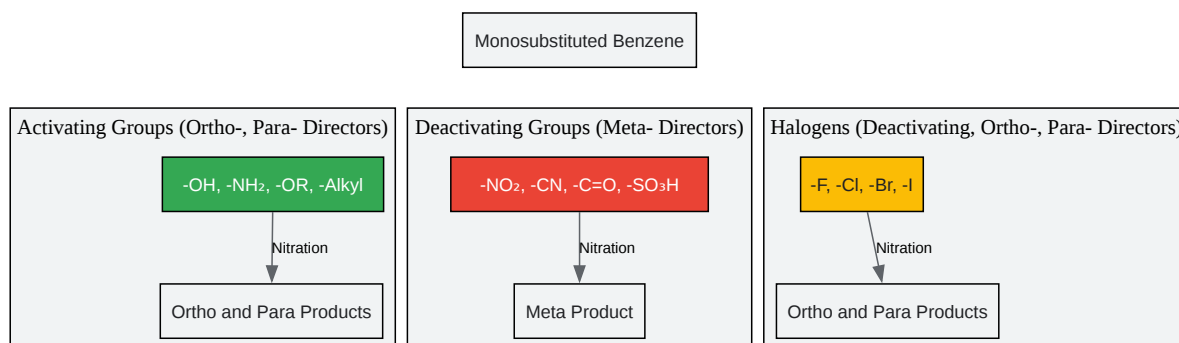 Monosubstituted Benzene
Activating Groups (Ortho-, Para- Directors)
-OH, -NH₂, -OR, -Alkyl
Nitration
Ortho and Para Products
Deactivating Groups (Meta- Directors)
-NO₂, -CN, -C=O, -SO₃H
Nitration
Meta Product
Halogens (Deactivating, Ortho-, Para- Directors)
-F, -Cl, -Br, -I
Nitration
Ortho and Para Products